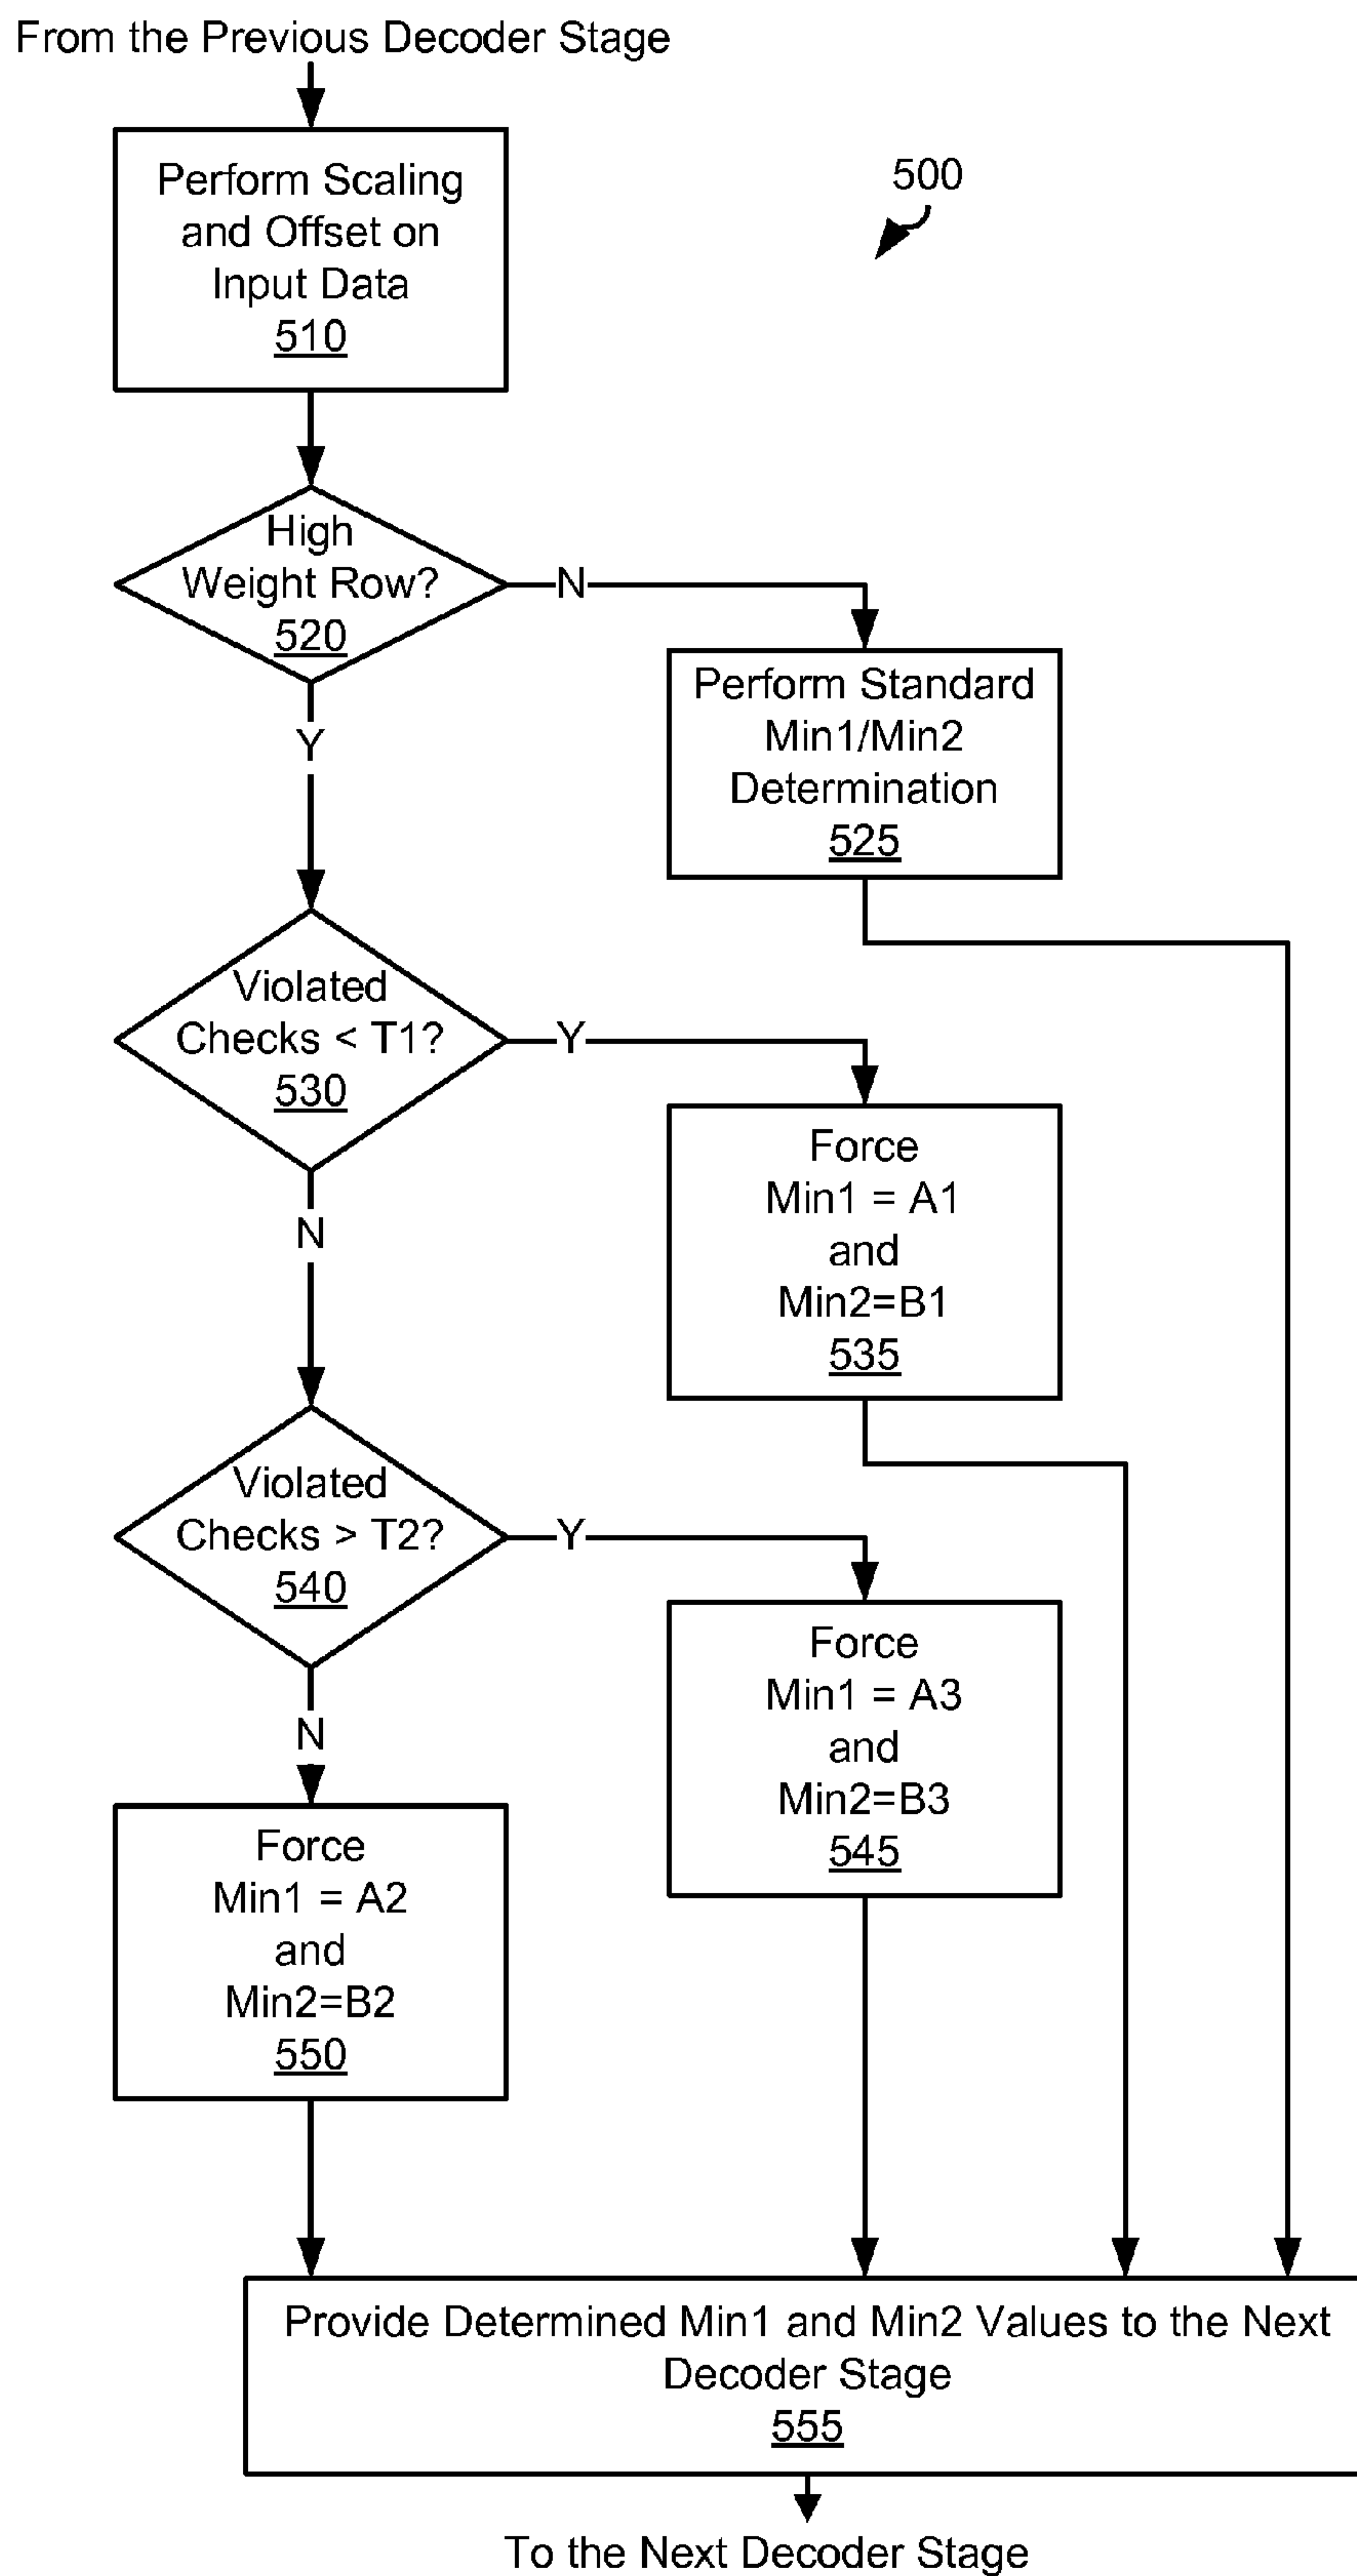 From the Previous Decoder Stage
Perform Scaling
and Offset on
Input Data
510
500
High
Weight Row?
520
N
Y
Perform Standard
Min1/Min2
Determination
525
Violated
Checks < T1?
530
Y
N
Force
Min1 = A1
and
Min2=B1
535
Violated
Checks > T2?
540
Y
N
Force
Min1 = A3
and
Min2=B3
545
Force
Min1 = A2
and
Min2=B2
550
Provide Determined Min1 and Min2 Values to the Next
Decoder Stage
555
To the Next Decoder Stage